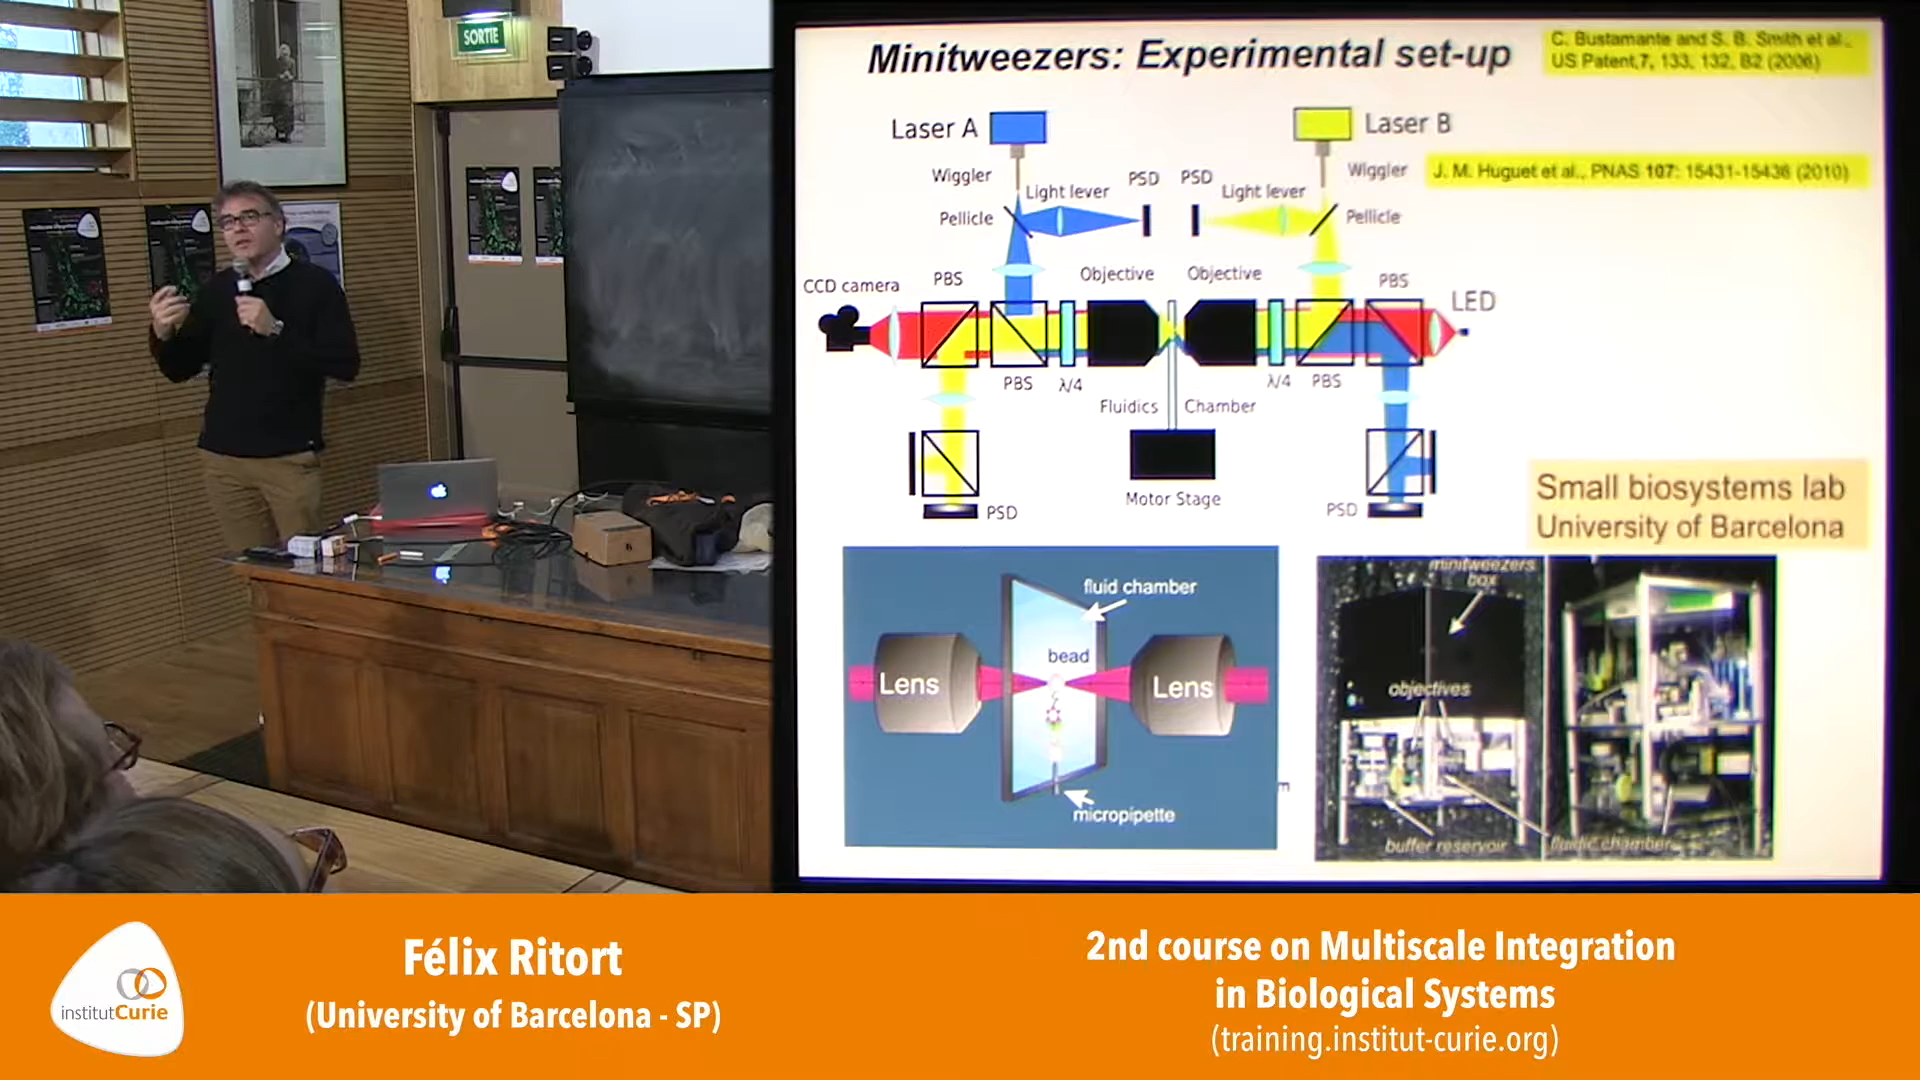 SORTIE
Minitweezers: Experimental set-up
C. Bustamante and S. B. Smith et al.,
US Patent,7, 133, 132, B2 (2006)
Laser A
Laser B
Wiggler
Wiggler
J. M. Huguet et al., PNAS 107: 15431-15436 (2010)
Light lever
PSD
PSD
Light lever
Pellicle
Pellicle
CCD camera
PBS
Objective
Objective
PBS
LED
PBS
λ/4
λ/4
PBS
Fluidics
Chamber
Motor Stage
PSD
PSD
Small biosystems lab
University of Barcelona
fluid chamber
bead
Lens
Lens
micropipette
m
minitweezers
box
objectives
buffer reservoir
fluidic chamber
institutCurie
Félix Ritort
(University of Barcelona - SP)
2nd course on Multiscale Integration
in Biological Systems
(training.institut-curie.org)